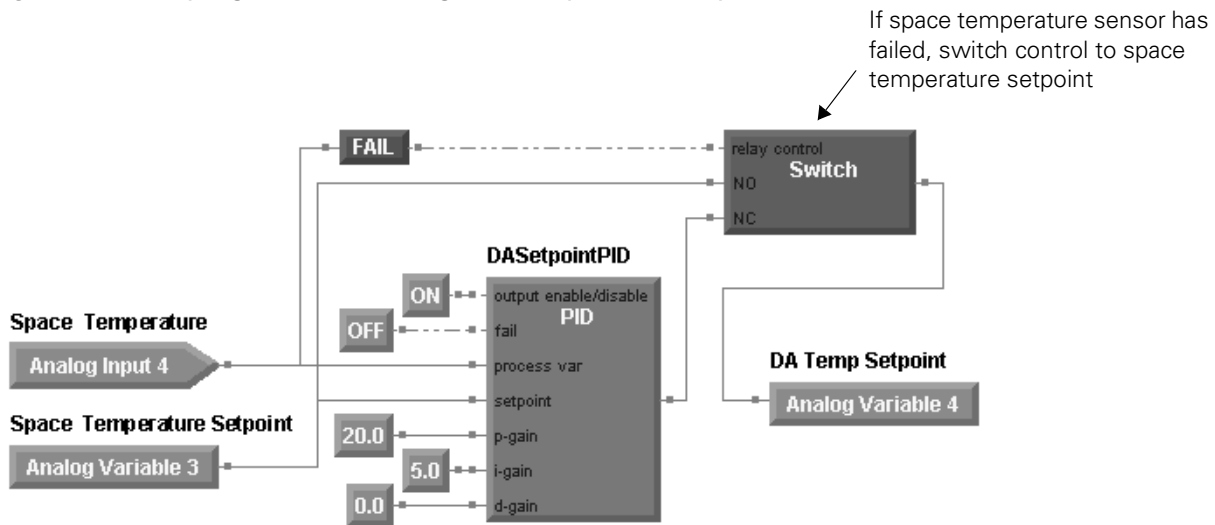 If space temperature sensor has
failed, switch control to space
temperature setpoint
FAIL
relay control
Switch
NO
NC
DASetpointPID
ON
output enable/disable
PID
OFF
fail
Space Temperature
Analog Input 4
process var
DA Temp Setpoint
setpoint
Analog Variable 4
Space Temperature Setpoint
20.0
p-gain
Analog Variable 3
5.0
i-gain
0.0
d-gain